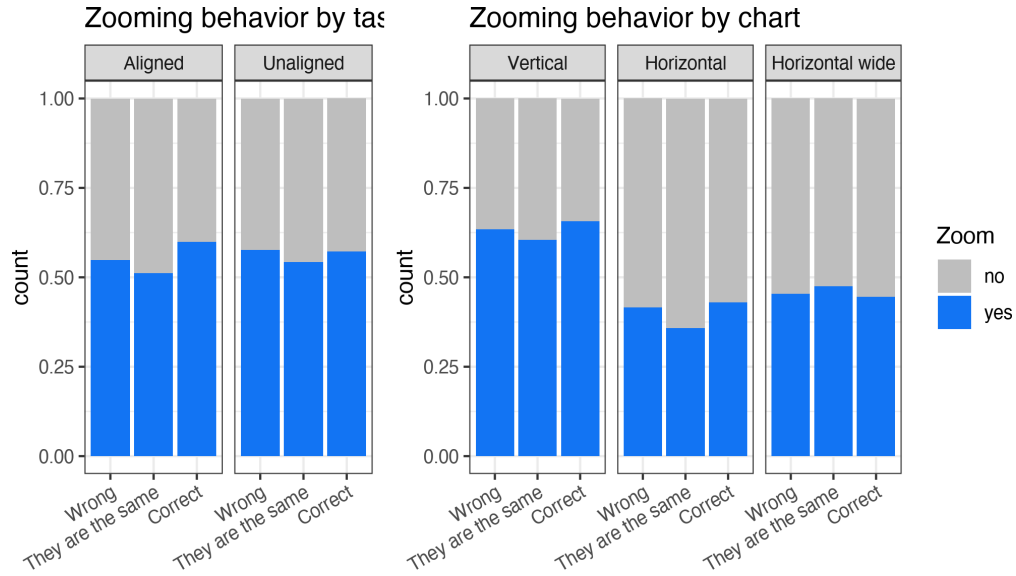 Zooming behavior by tas
Zooming behavior by chart
Aligned
Unaligned
Vertical
Horizontal
Horizontal wide
count
1.00
0.75
0.50
0.25
0.00
Wrong
They are the same
Correct
Wrong
They are the same
Correct
count
1.00
0.75
0.50
0.25
0.00
Wrong
They are the same
Correct
Wrong
They are the same
Correct
Wrong
They are the same
Correct
Zoom
no
yes